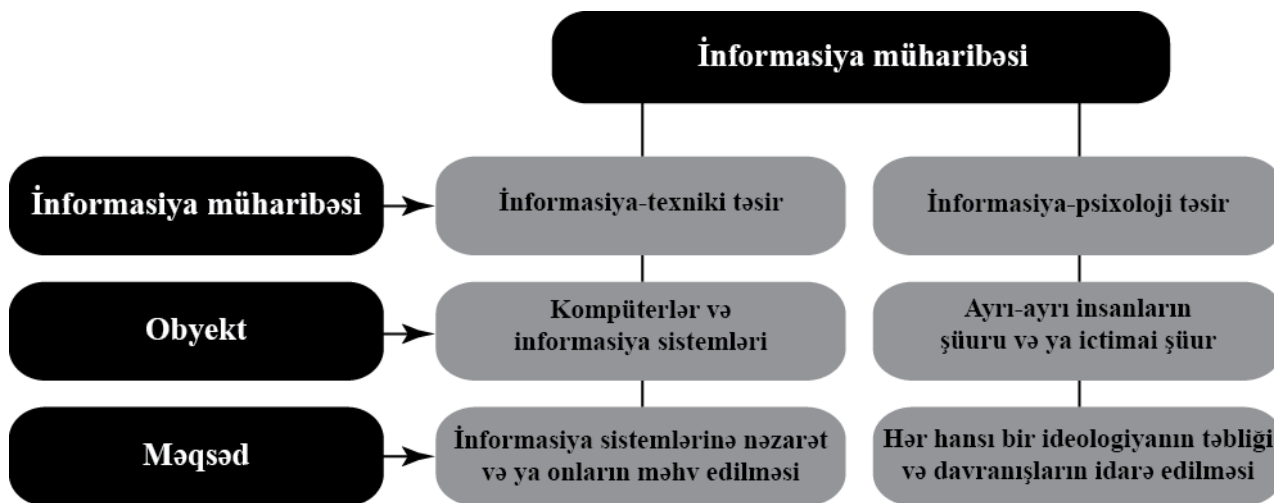 İnformasiya müharibəsi
İnformasiya müharibəsi
İnformasiya-texniki təsir
İnformasiya-psixoloji təsir
Obyekt
Kompüterlər və
informasiya sistemləri
Ayrı-ayrı insanların
şüuru və ya ictimai şüur
Məqsəd
İnformasiya sistemlərinə nəzarət
və ya onların məhv edilməsi
Hər hansı bir ideologiyanın təbliği
və davranışların idarə edilməsi